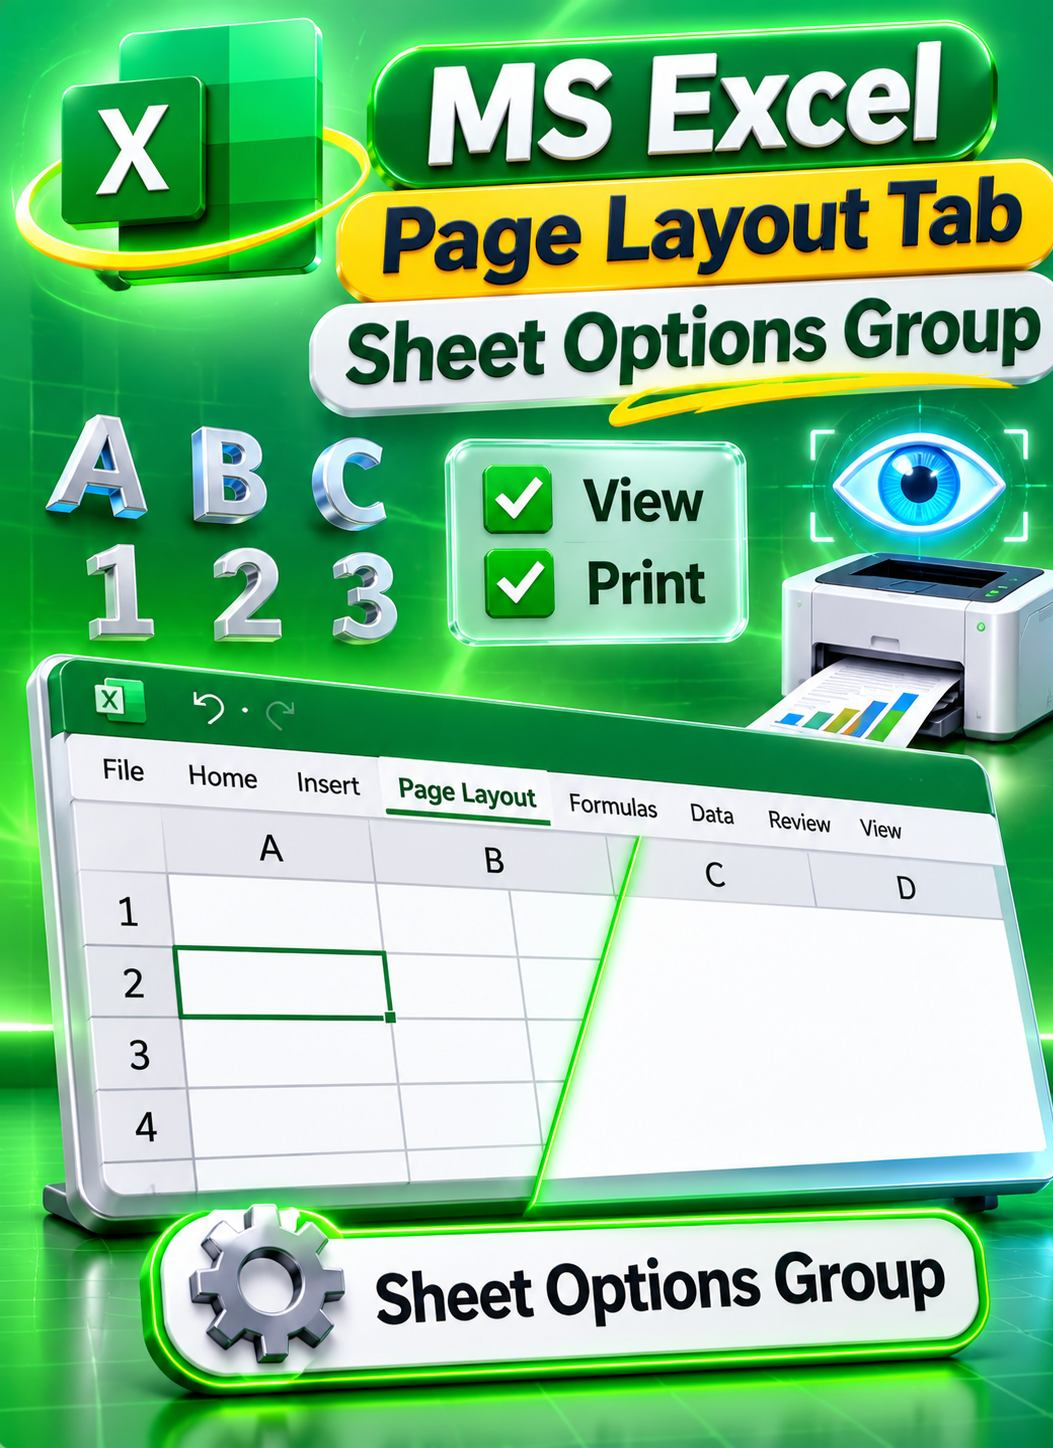 X
MS Excel
Page Layout Tab
Sheet Options Group
A B C
1 2 3
View
Print
X
File Home Insert Page Layout Formulas Data Review View
A B C D
1
2
3
4
Sheet Options Group